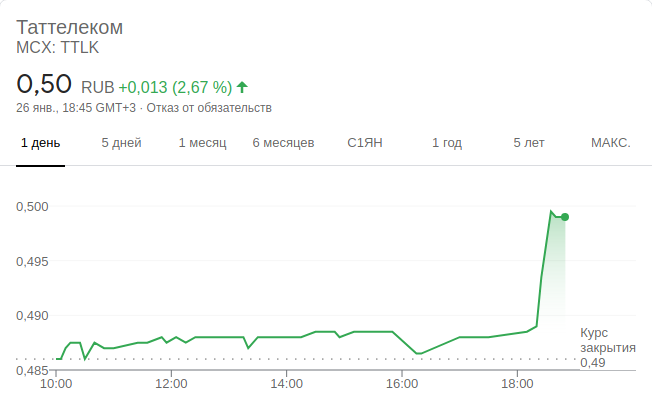 Таттелеком
MCX: TTLK
0,50 RUB +0,013 (2,67 %)
26 янв., 18:45 GMT+3 · Отказ от обязательств
1 день 5 дней 1 месяц 6 месяцев С1ЯН 1 год 5 лет МАКС.
0,500
0,495
0,490
Курс
закрытия
0,49
0,485
10:00 12:00 14:00 16:00 18:00